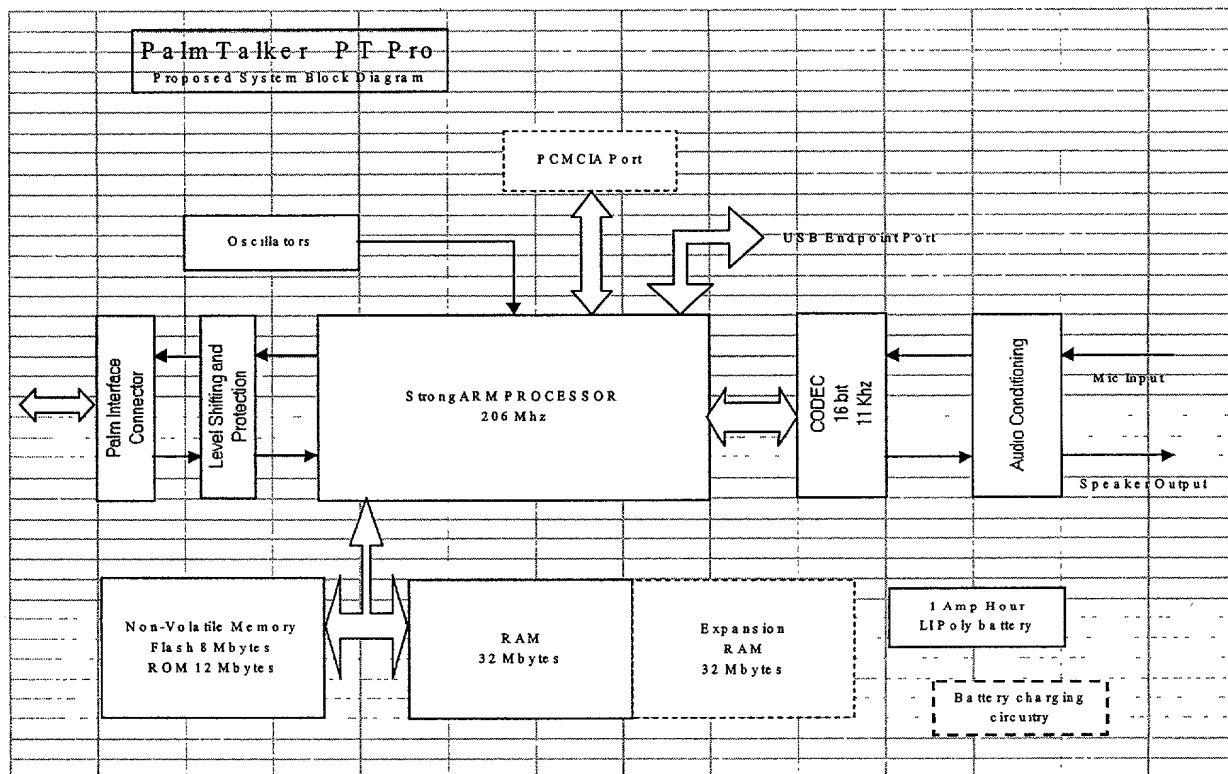 PalmTalker PT Pro
Proposed System Block Diagram
PCMCIA Port
Oscillators
USB Endpoint Port
Palm Interface
Connector
Level Shifting and
Protection
StrongARM PROCESSOR
206 Mhz
CODEC
16 bit
11 Khz
Audio Conditioning
Mic Input
Speaker Output
Non-Volatile Memory
Flash 8 Mbytes
ROM 12 Mbytes
RAM
32 Mbytes
Expansion
RAM
32 Mbytes
1 Amp Hour
LIPoly battery
Battery charging
circuitry